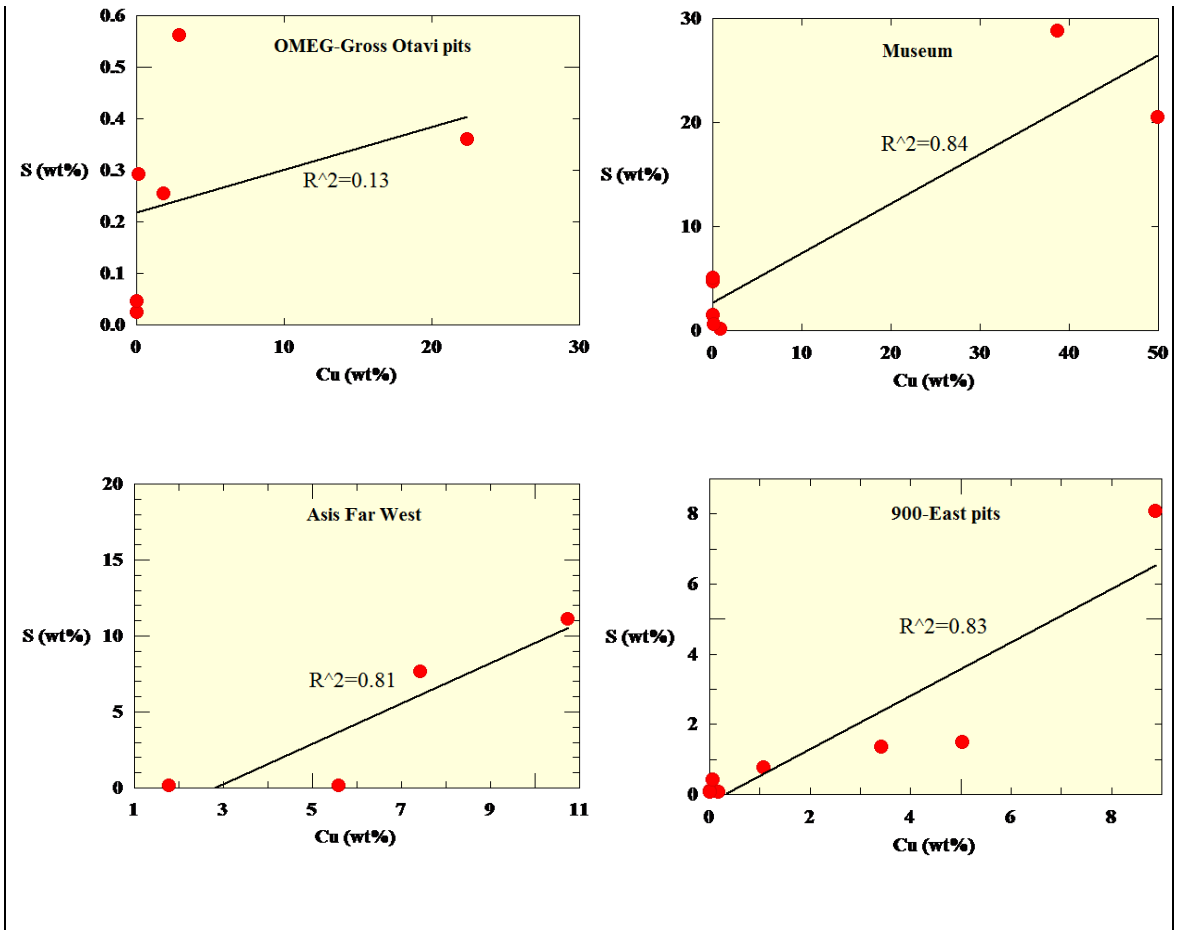 OMEG-Gross Otavi pits
0.6
0.5
0.4
S (wt%)
0.3
R^2=0.13
0.2
0.1
0.0
0 10 20 30
Cu (wt%)
Museum
30
R^2=0.84
20
S (wt%)
10
0
0 10 20 30 40 50
Cu (wt%)
Asis Far West
20
15
S (wt%)
10
R^2=0.81
5
0
1 3 5 7 9 11
Cu (wt%)
900-East pits
8
6
R^2=0.83
S (wt%)
4
2
0
0 2 4 6 8
Cu (wt%)